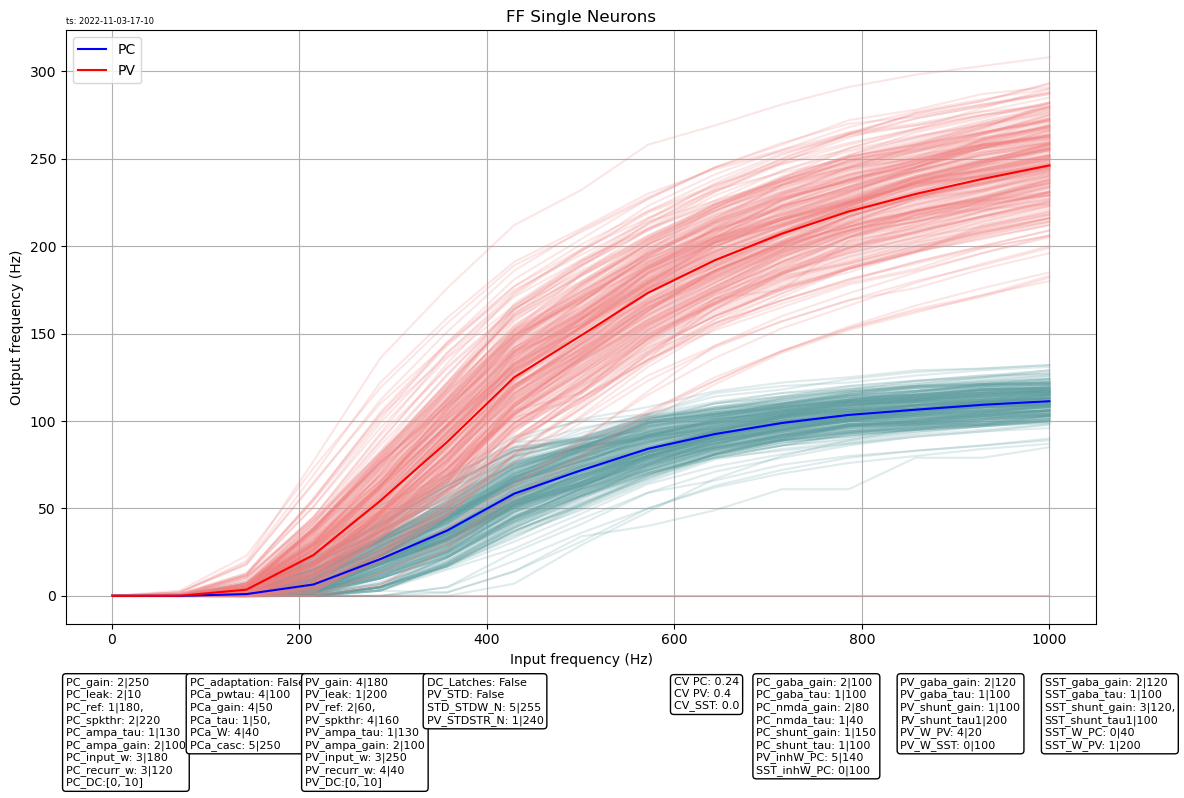 ts: 2022-11-03-17-10
FF Single Neurons
PC
PV
Output frequency (Hz)
300
250
200
150
100
50
0
0 200 400 600 800 1000
Input frequency (Hz)
PC_gain: 2|250
PC_leak: 2|10
PC_ref: 1|180,
PC_spkthr: 2|220
PC_ampa_tau: 1|130
PC_ampa_gain: 2|100
PC_input_w: 3|180
PC_recurr_w: 3|120
PC_DC:[0, 10]
PC_adaptation: False
PCa_pwtau: 4|100
PCa_gain: 4|50
PCa_tau: 1|50,
PCa_W: 4|40
PCa_casc: 5|250
PV_gain: 4|180
PV_leak: 1|200
PV_ref: 2|60,
PV_spkthr: 4|160
PV_ampa_tau: 1|130
PV_ampa_gain: 2|100
PV_input_w: 3|250
PV_recurr_w: 4|40
PV_DC:[0, 10]
DC_Latches: False
PV_STD: False
STD_STDW_N: 5|255
PV_STDSTR_N: 1|240
CV PC: 0.24
CV PV: 0.4
CV_SST: 0.0
PC_gaba_gain: 2|100
PC_gaba_tau: 1|100
PC_nmda_gain: 2|80
PC_nmda_tau: 1|40
PC_shunt_gain: 1|150
PC_shunt_tau: 1|100
PV_inhW_PC: 5|140
SST_inhW_PC: 0|100
PV_gaba_gain: 2|120
PV_gaba_tau: 1|100
PV_shunt_gain: 1|100
PV_shunt_tau1|200
PV_W_PV: 4|20
PV_W_SST: 0|100
SST_gaba_gain: 2|120
SST_gaba_tau: 1|100
SST_shunt_gain: 3|120,
SST_shunt_tau1|100
SST_W_PC: 0|40
SST_W_PV: 1|200